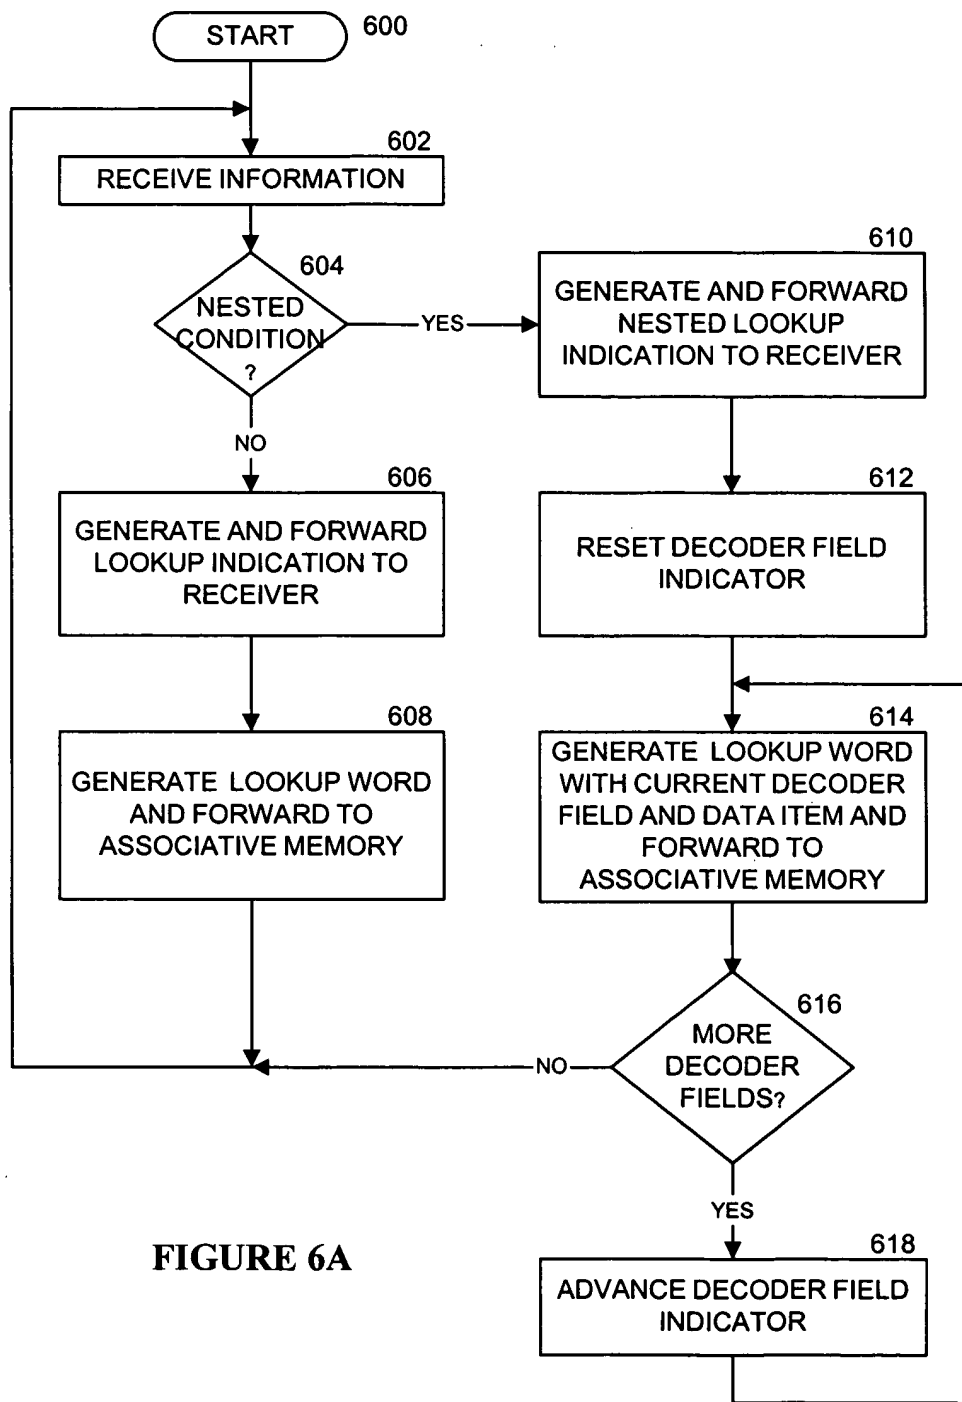 START
600
602
RECEIVE INFORMATION
604
NESTED
CONDITION
?
YES
NO
610
GENERATE AND FORWARD
NESTED LOOKUP
INDICATION TO RECEIVER
606
GENERATE AND FORWARD
LOOKUP INDICATION TO
RECEIVER
612
RESET DECODER FIELD
INDICATOR
608
GENERATE LOOKUP WORD
AND FORWARD TO
ASSOCIATIVE MEMORY
614
GENERATE LOOKUP WORD
WITH CURRENT DECODER
FIELD AND DATA ITEM AND
FORWARD TO
ASSOCIATIVE MEMORY
616
MORE
DECODER
FIELDS?
NO
YES
618
ADVANCE DECODER FIELD
INDICATOR
FIGURE 6A